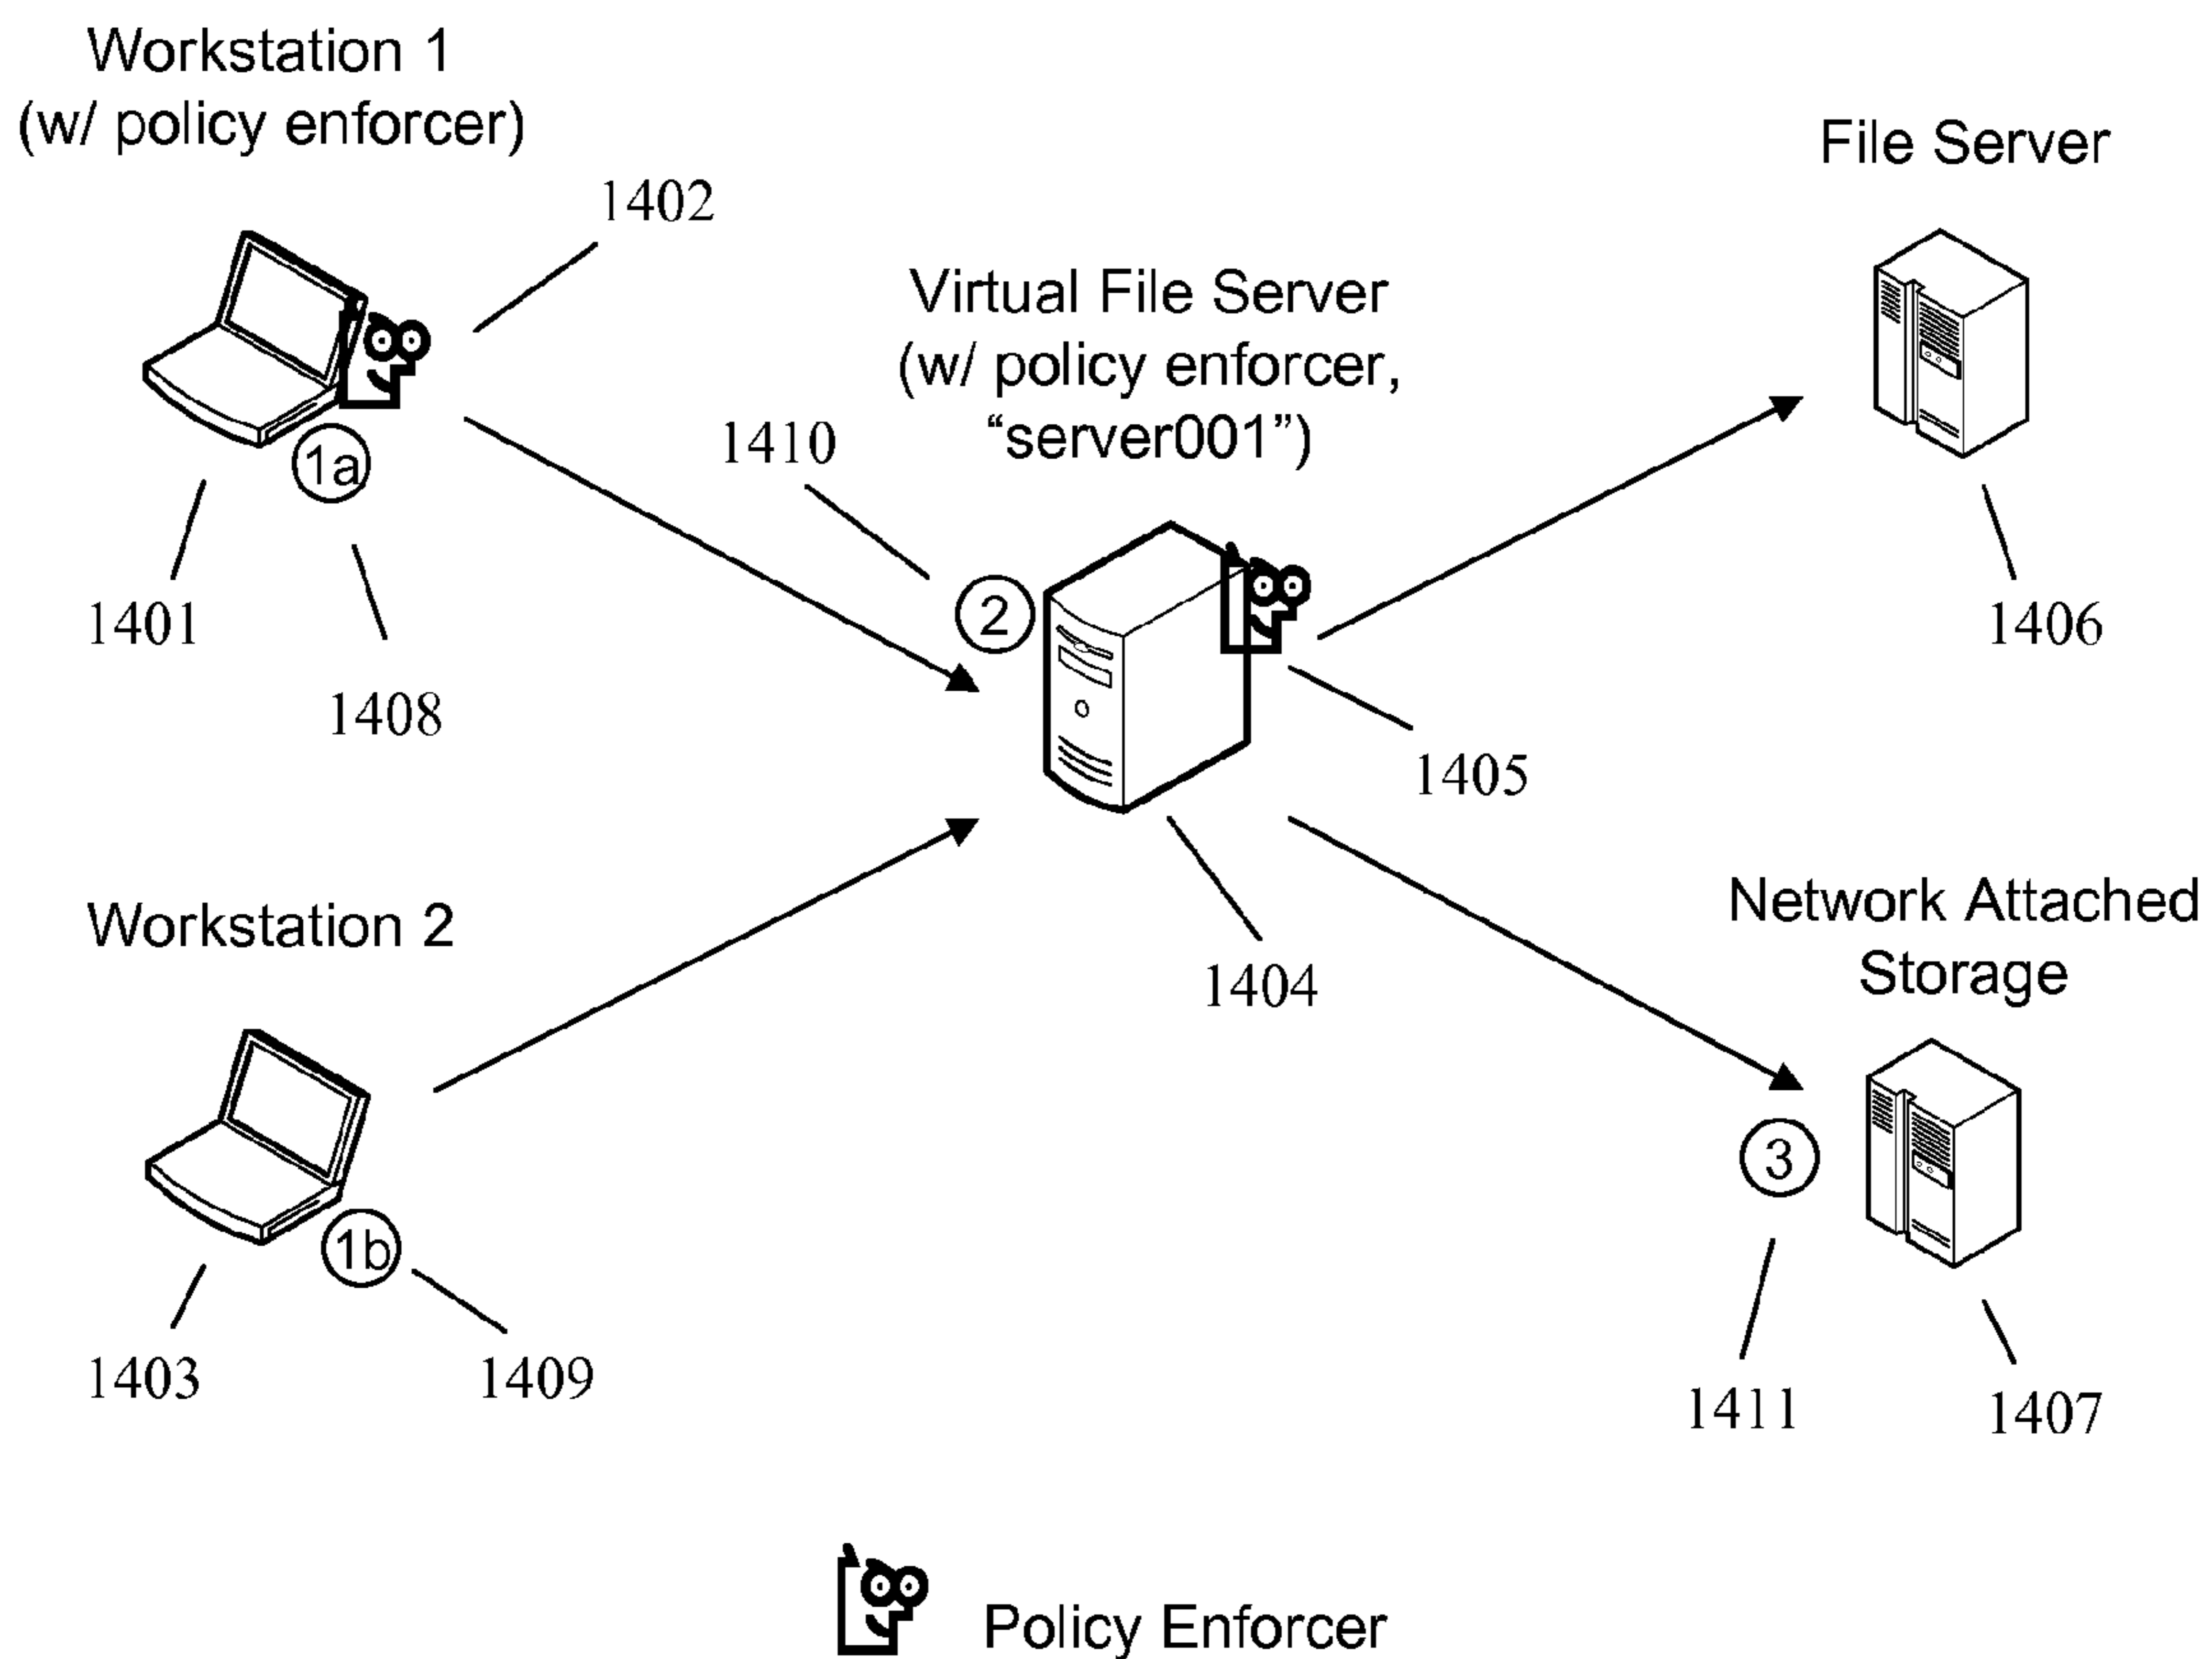 Workstation 1
(w/ policy enforcer)
1402
File Server
Virtual File Server
(w/ policy enforcer,
“server001”)
1410
1a
1401
1408
2
1406
1405
Workstation 2
1404
Network Attached
Storage
1b
3
1403
1409
1411
1407
Policy Enforcer